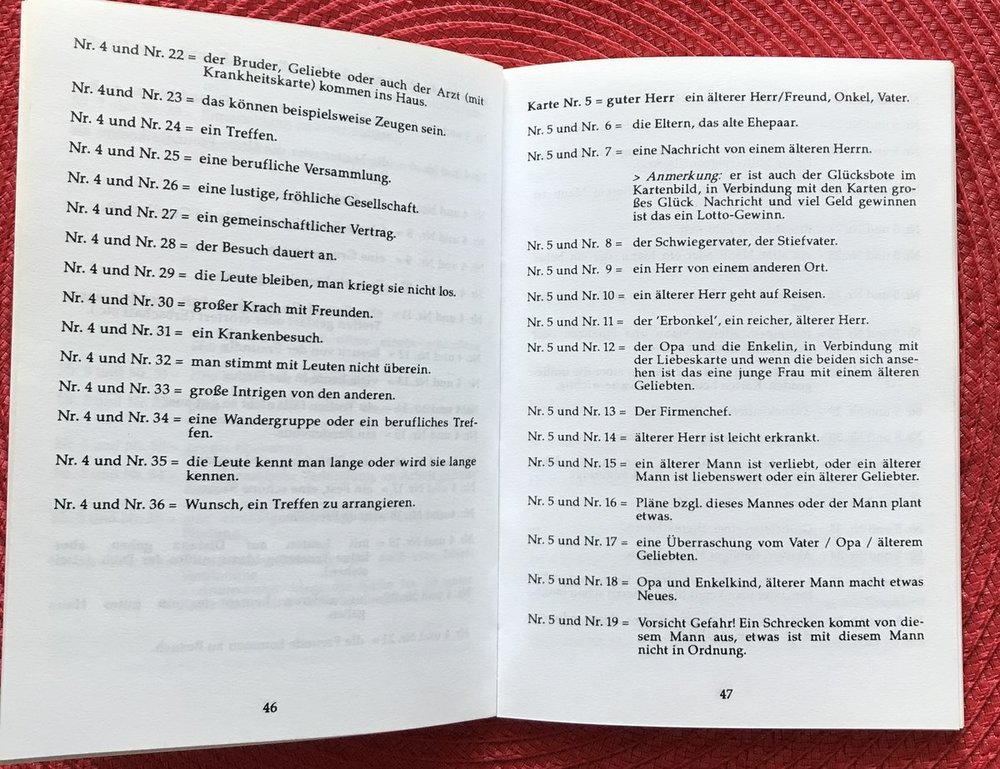 Nr. 4 und Nr. 22 = der Bruder, Geliebte oder auch der Arzt (mit
Krankheitskarte) kommen ins Haus.
Nr. 4und Nr. 23 = das können beispielsweise Zeugen sein.
Nr. 4 und Nr. 24 = ein Treffen.
Nr. 4 und Nr. 25 = eine berufliche Versammlung.
Nr. 4 und Nr. 26 = eine lustige, fröhliche Gesellschaft.
Nr. 4 und Nr. 27 = ein gemeinschaftlicher Vertrag.
Nr. 4 und Nr. 28 = der Besuch dauert an.
Nr. 4 und Nr. 29 = die Leute bleiben, man kriegt sie nicht los.
Nr. 4 und Nr. 30 = großer Krach mit Freunden.
Nr. 4 und Nr. 31 = ein Krankenbesuch.
Nr. 4 und Nr. 32 = man stimmt mit Leuten nicht überein.
Nr. 4 und Nr. 33 = große Intrigen von den anderen.
Nr. 4 und Nr. 34 = eine Wandergruppe oder ein berufliches Tref-
fen.
Nr. 4 und Nr. 35 = die Leute kennt man lange oder wird sie lange
kennen.
Nr. 4 und Nr. 36 = Wunsch, ein Treffen zu arrangieren.
46
Karte Nr. 5 = guter Herr ein älterer Herr/Freund, Onkel, Vater.
Nr. 5 und Nr. 6 = die Eltern, das alte Ehepaar.
Nr. 5 und Nr. 7 = eine Nachricht von einem älteren Herrn.
> Anmerkung: er ist auch der Glücksbote im
Kartenbild, in Verbindung mit den Karten gro-
ßes Glück. Nachricht und viel Geld gewinnen
ist das ein Lotto-Gewinn.
Nr. 5 und Nr. 8 = der Schwiegervater, der Stiefvater.
Nr. 5 und Nr. 9 = ein Herr von einem anderen Ort.
Nr. 5 und Nr. 10 = ein älterer Herr geht auf Reisen.
Nr. 5 und Nr. 11 = der 'Erbonkel', ein reicher, älterer Herr.
Nr. 5 und Nr. 12 = der Opa und die Enkelin, in Verbindung mit
der Liebeskarte und wenn die beiden sich anse-
hen ist das eine junge Frau mit einem älteren
Geliebten.
Nr. 5 und Nr. 13 = Der Firmenchef.
Nr. 5 und Nr. 14 = älterer Herr ist leicht erkrankt.
Nr. 5 und Nr. 15 = ein älterer Mann ist verliebt, oder ein älterer
Mann ist liebenswert oder ein älterer Geliebter.
Nr. 5 und Nr. 16 = Pläne bzgl. dieses Mannes oder der Mann plant
etwas.
Nr. 5 und Nr. 17 = eine Überraschung vom Vater / Opa / älterem
Geliebten.
Nr. 5 und Nr. 18 = Opa und Enkelkind, älterer Mann macht etwas
Neues.
Nr. 5 und Nr. 19 = Vorsicht Gefahr! Ein Schrecken kommt von die-
sem Mann aus, etwas ist mit diesem Mann
nicht in Ordnung.
47